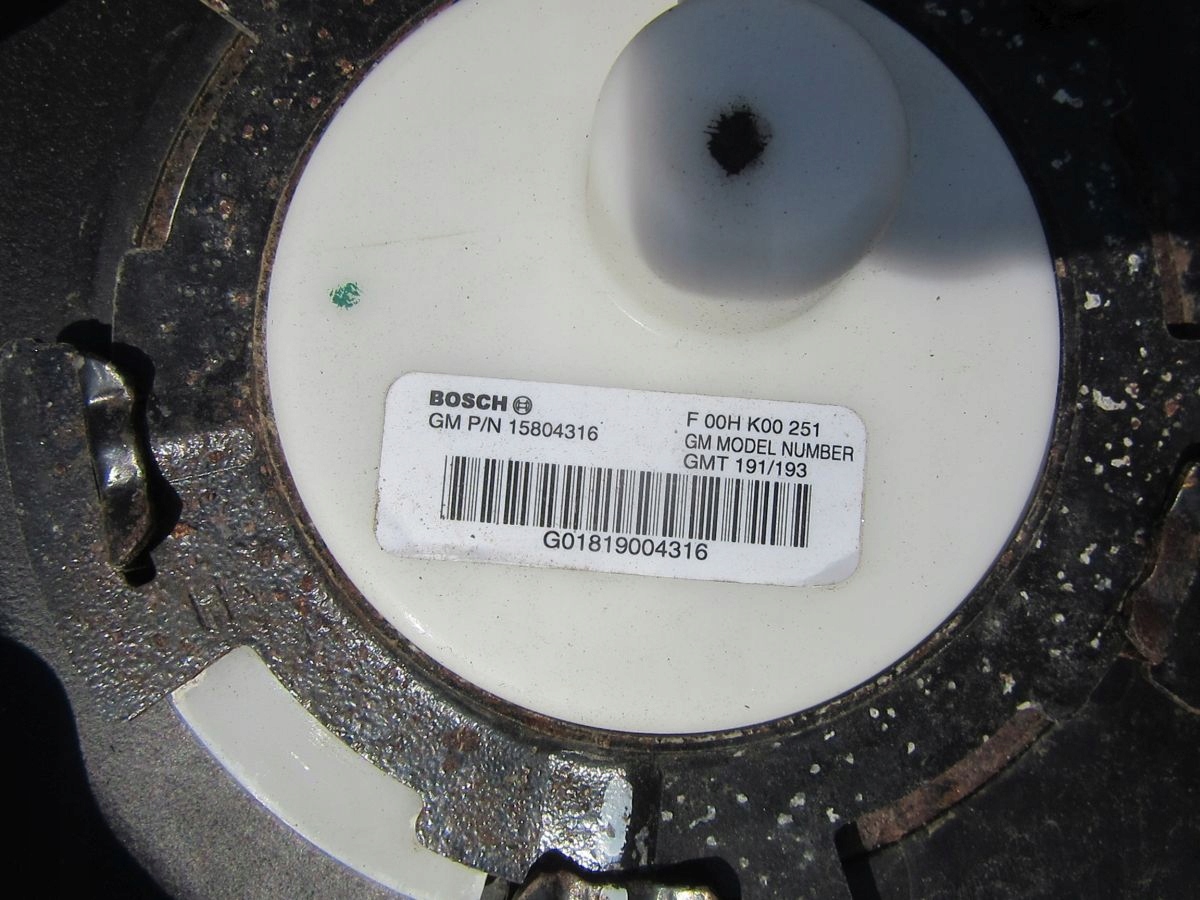 BOSCH
GM P/N 15804316
F 00H K00 251
GM MODEL NUMBER
GMT 191/193
G01819004316